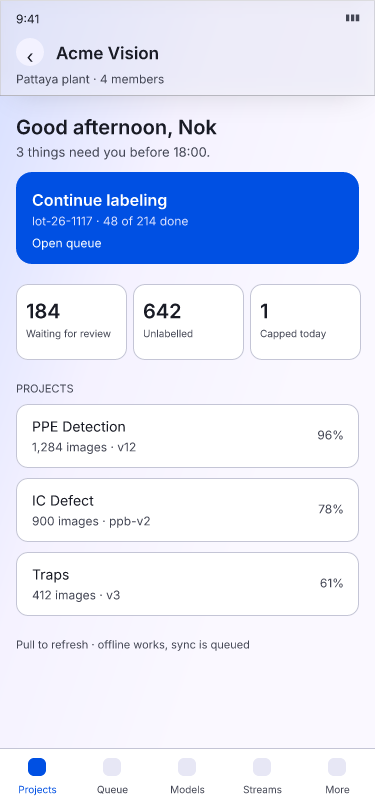 9:41
Acme Vision
Pattaya plant · 4 members
Good afternoon, Nok
3 things need you before 18:00.
Continue labeling
lot-26-1117 · 48 of 214 done
Open queue
184
Waiting for review
642
Unlabelled
1
Capped today
PROJECTS
PPE Detection
1,284 images · v12
96%
IC Defect
900 images · ppb-v2
78%
Traps
412 images · v3
61%
Pull to refresh · offline works, sync is queued
Projects
Queue
Models
Streams
More